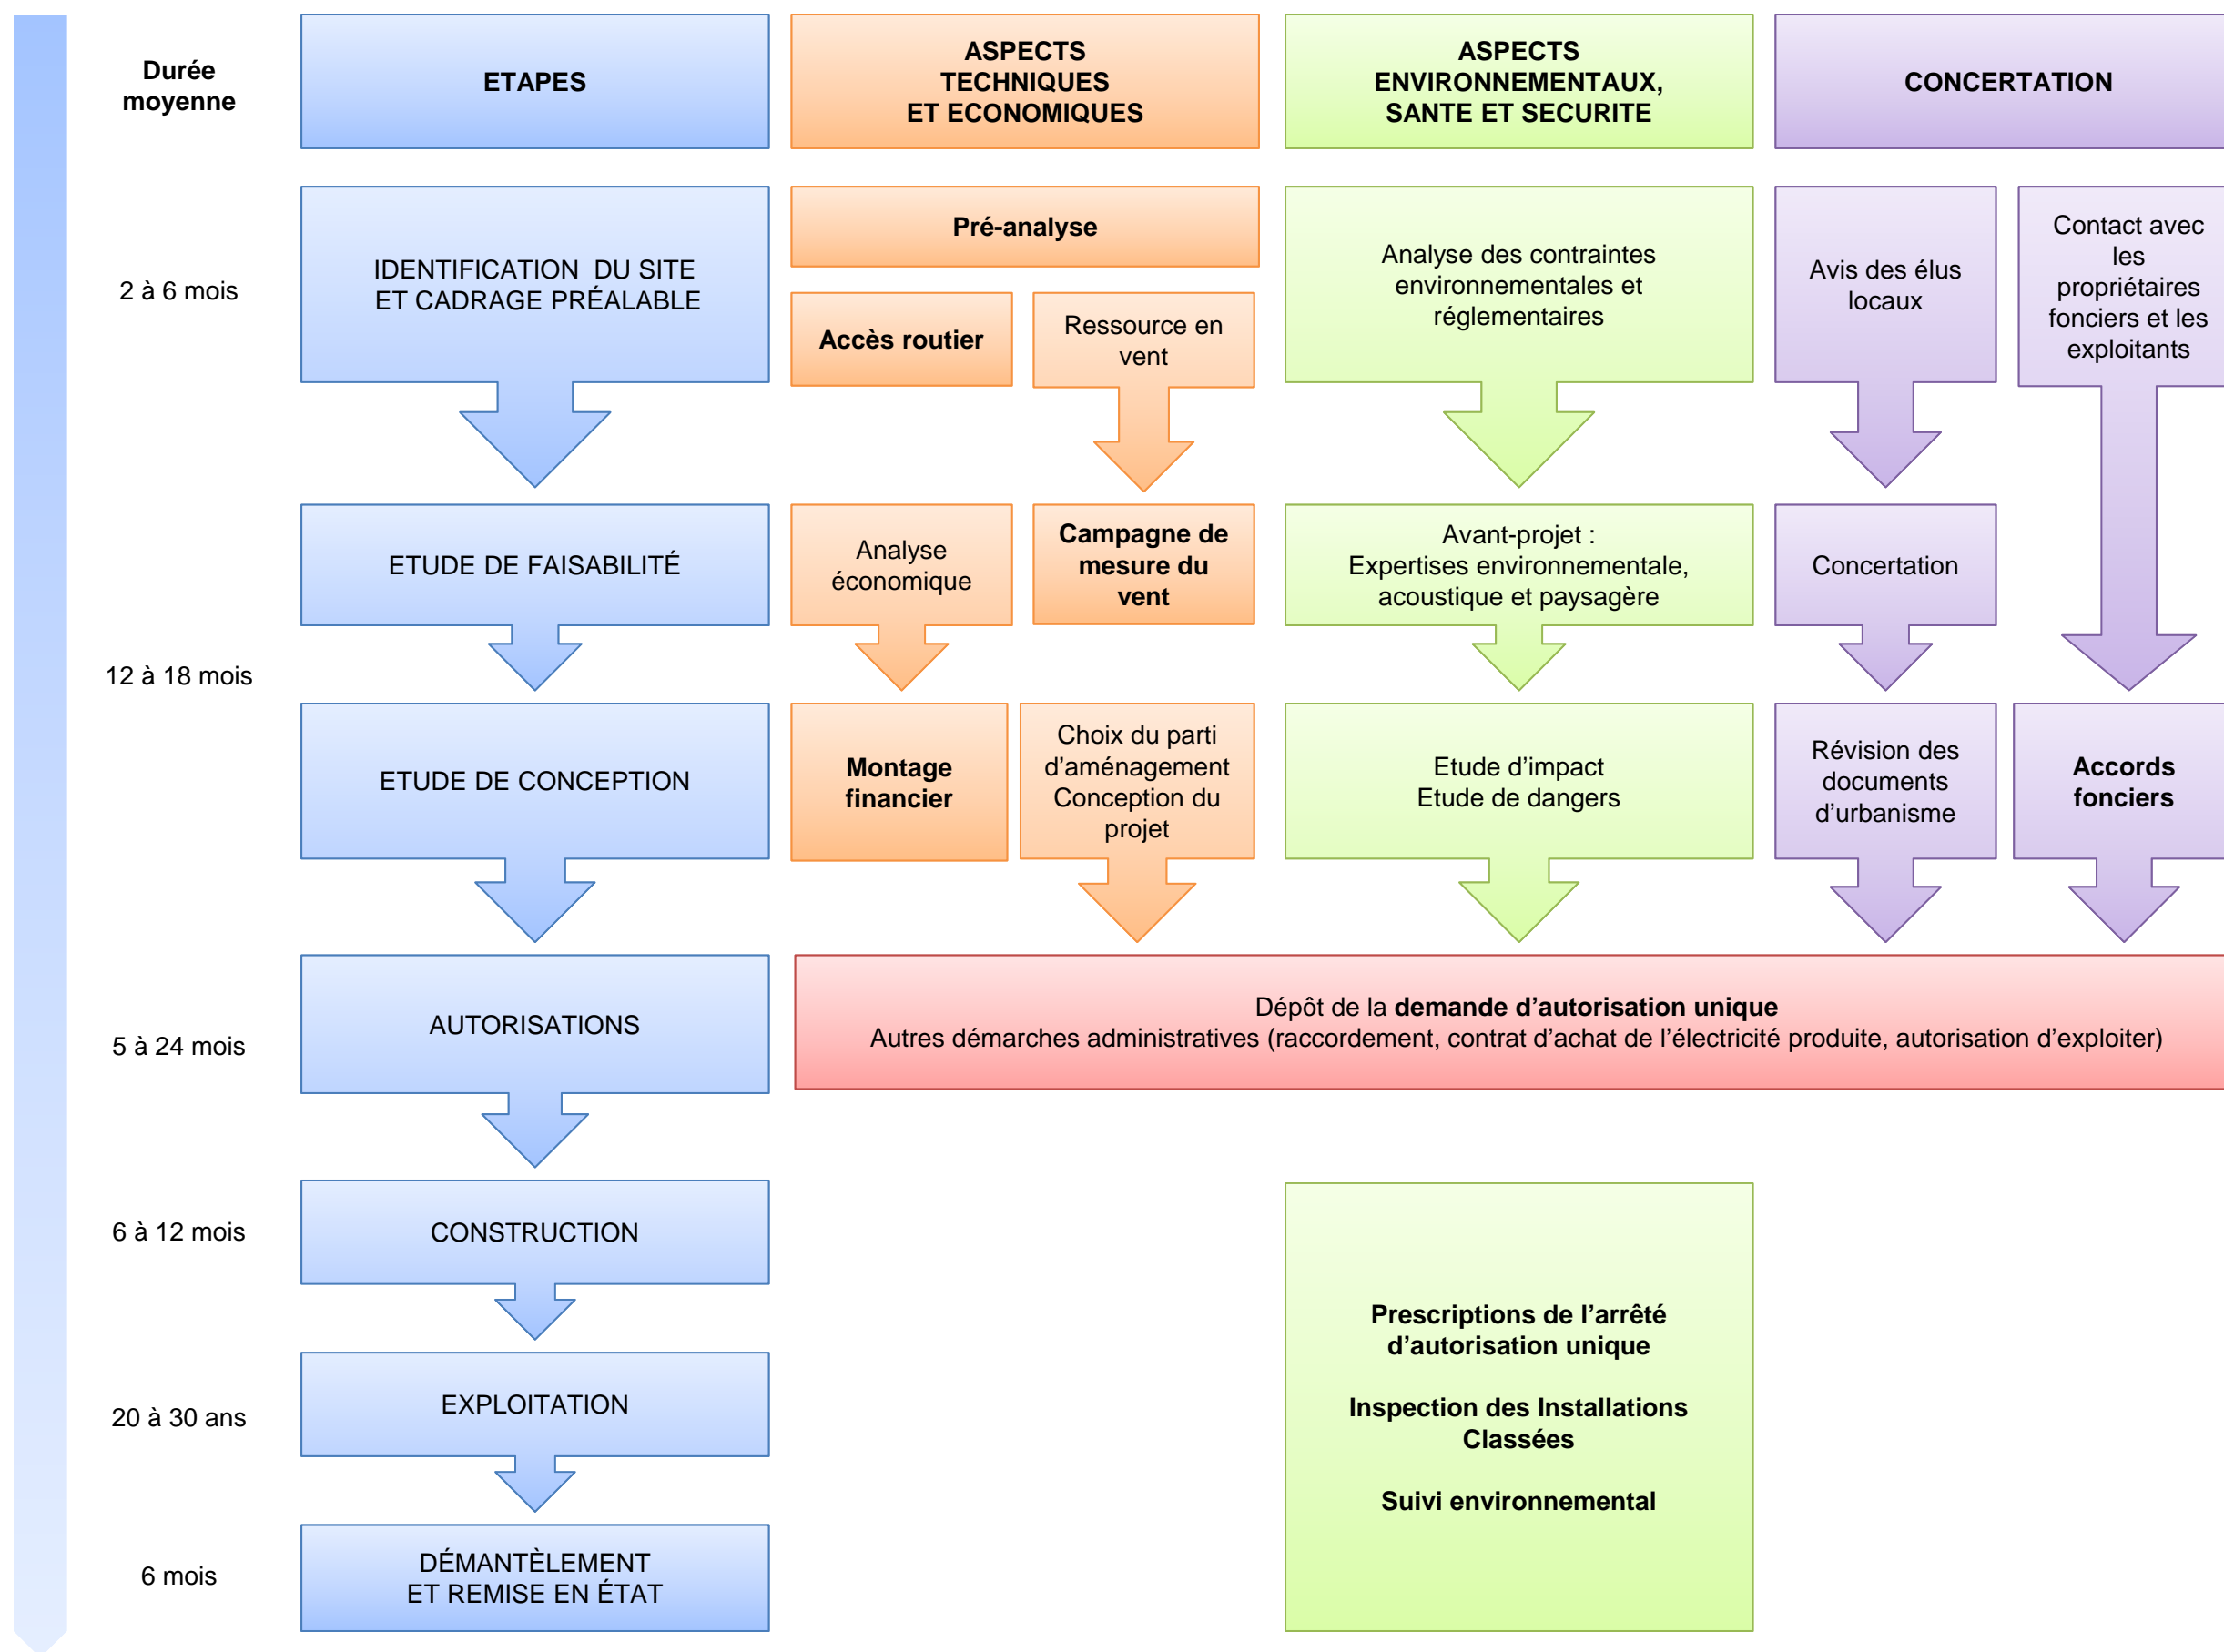 Durée
moyenne
ETAPES
ASPECTS
TECHNIQUES
ET ECONOMIQUES
ASPECTS
ENVIRONNEMENTAUX,
SANTE ET SECURITE
CONCERTATION
2 à 6 mois
IDENTIFICATION DU SITE
ET CADRAGE PRÉALABLE
Pré-analyse
Accès routier
Ressource en
vent
Analyse des contraintes
environnementales et
réglementaires
Avis des élus
locaux
Contact avec
les
propriétaires
fonciers et les
exploitants
ETUDE DE FAISABILITÉ
Analyse
économique
Campagne de
mesure du
vent
Avant-projet :
Expertises environnementale,
acoustique et paysagère
Concertation
12 à 18 mois
ETUDE DE CONCEPTION
Montage
financier
Choix du parti
d’aménagement
Conception du
projet
Etude d’impact
Etude de dangers
Révision des
documents
d’urbanisme
Accords
fonciers
5 à 24 mois
AUTORISATIONS
Dépôt de la demande d’autorisation unique
Autres démarches administratives (raccordement, contrat d’achat de l’électricité produite, autorisation d’exploiter)
6 à 12 mois
CONSTRUCTION
20 à 30 ans
EXPLOITATION
6 mois
DÉMANTÈLEMENT
ET REMISE EN ÉTAT
Prescriptions de l’arrêté
d’autorisation unique
Inspection des Installations
Classées
Suivi environnemental